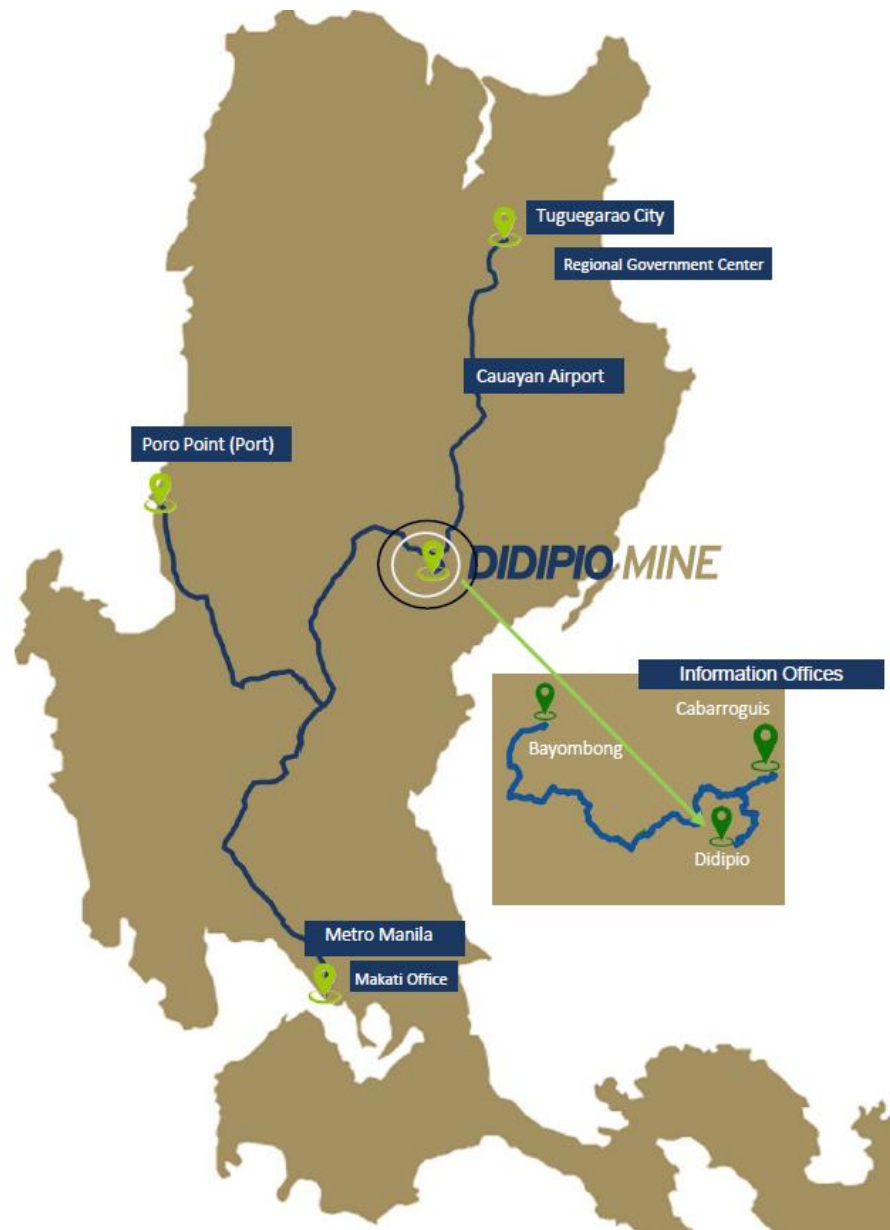 Tuguegarao City
Regional Government Center
Cauayan Airport
Poro Point (Port)
DIDIPIO MINE
Information Offices
Cabarroguis
Bayombong
Didipio
Metro Manila
Makati Office